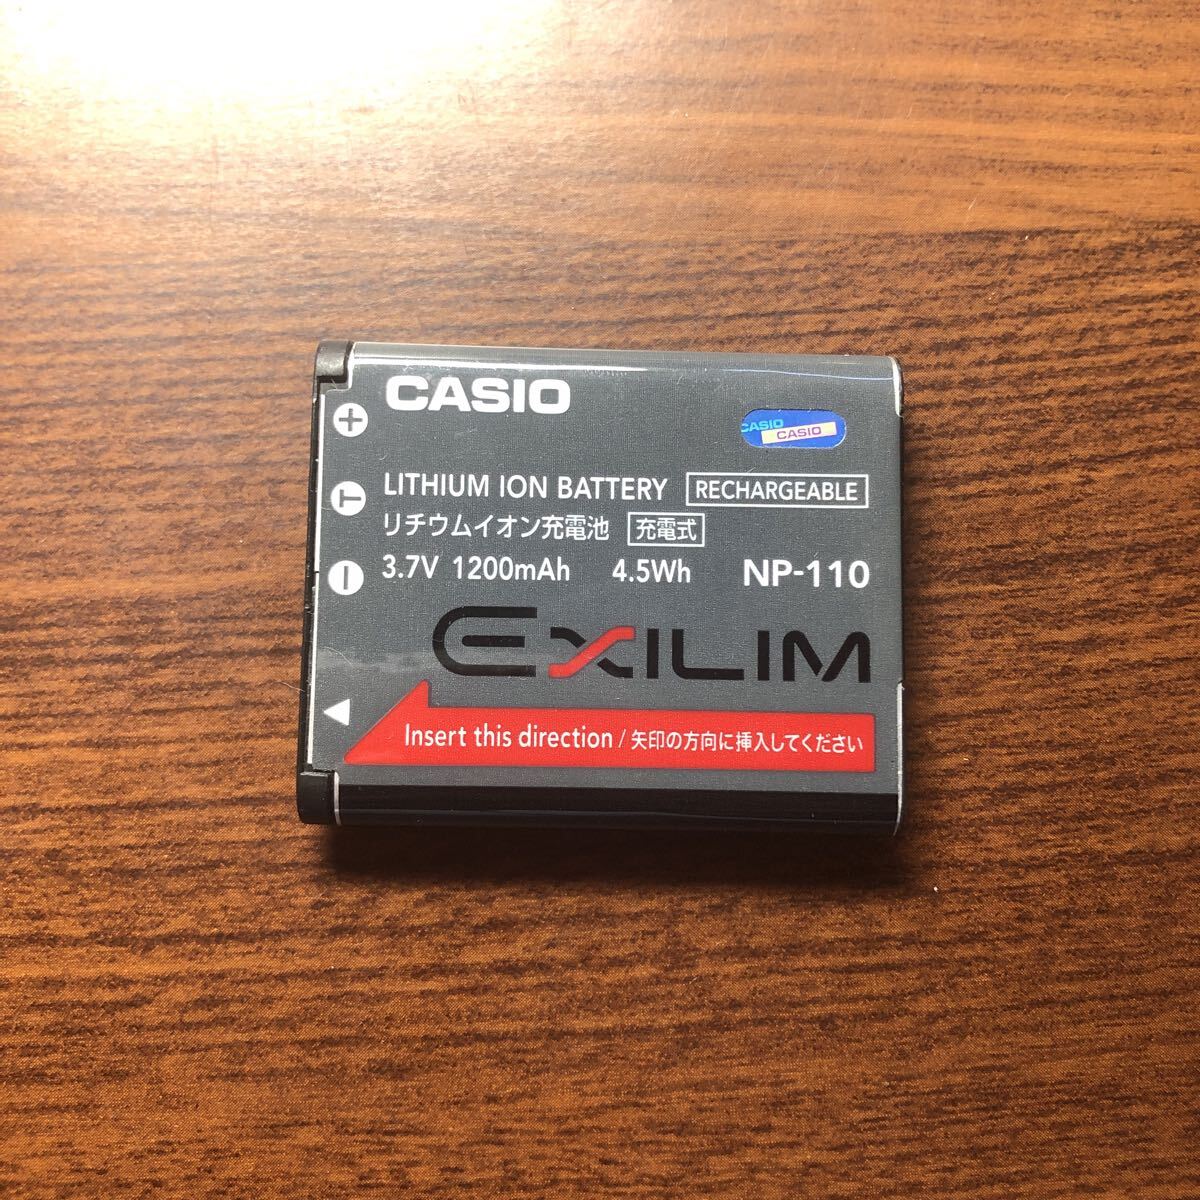 CASIO
CASIO
CASIO
LITHIUM ION BATTERY RECHARGEABLE
リチウムイオン充電池 充電式
3.7V 1200mAh 4.5Wh NP-110
EXILIM
Insert this direction / 矢印の方向に挿入してください
+
T
−